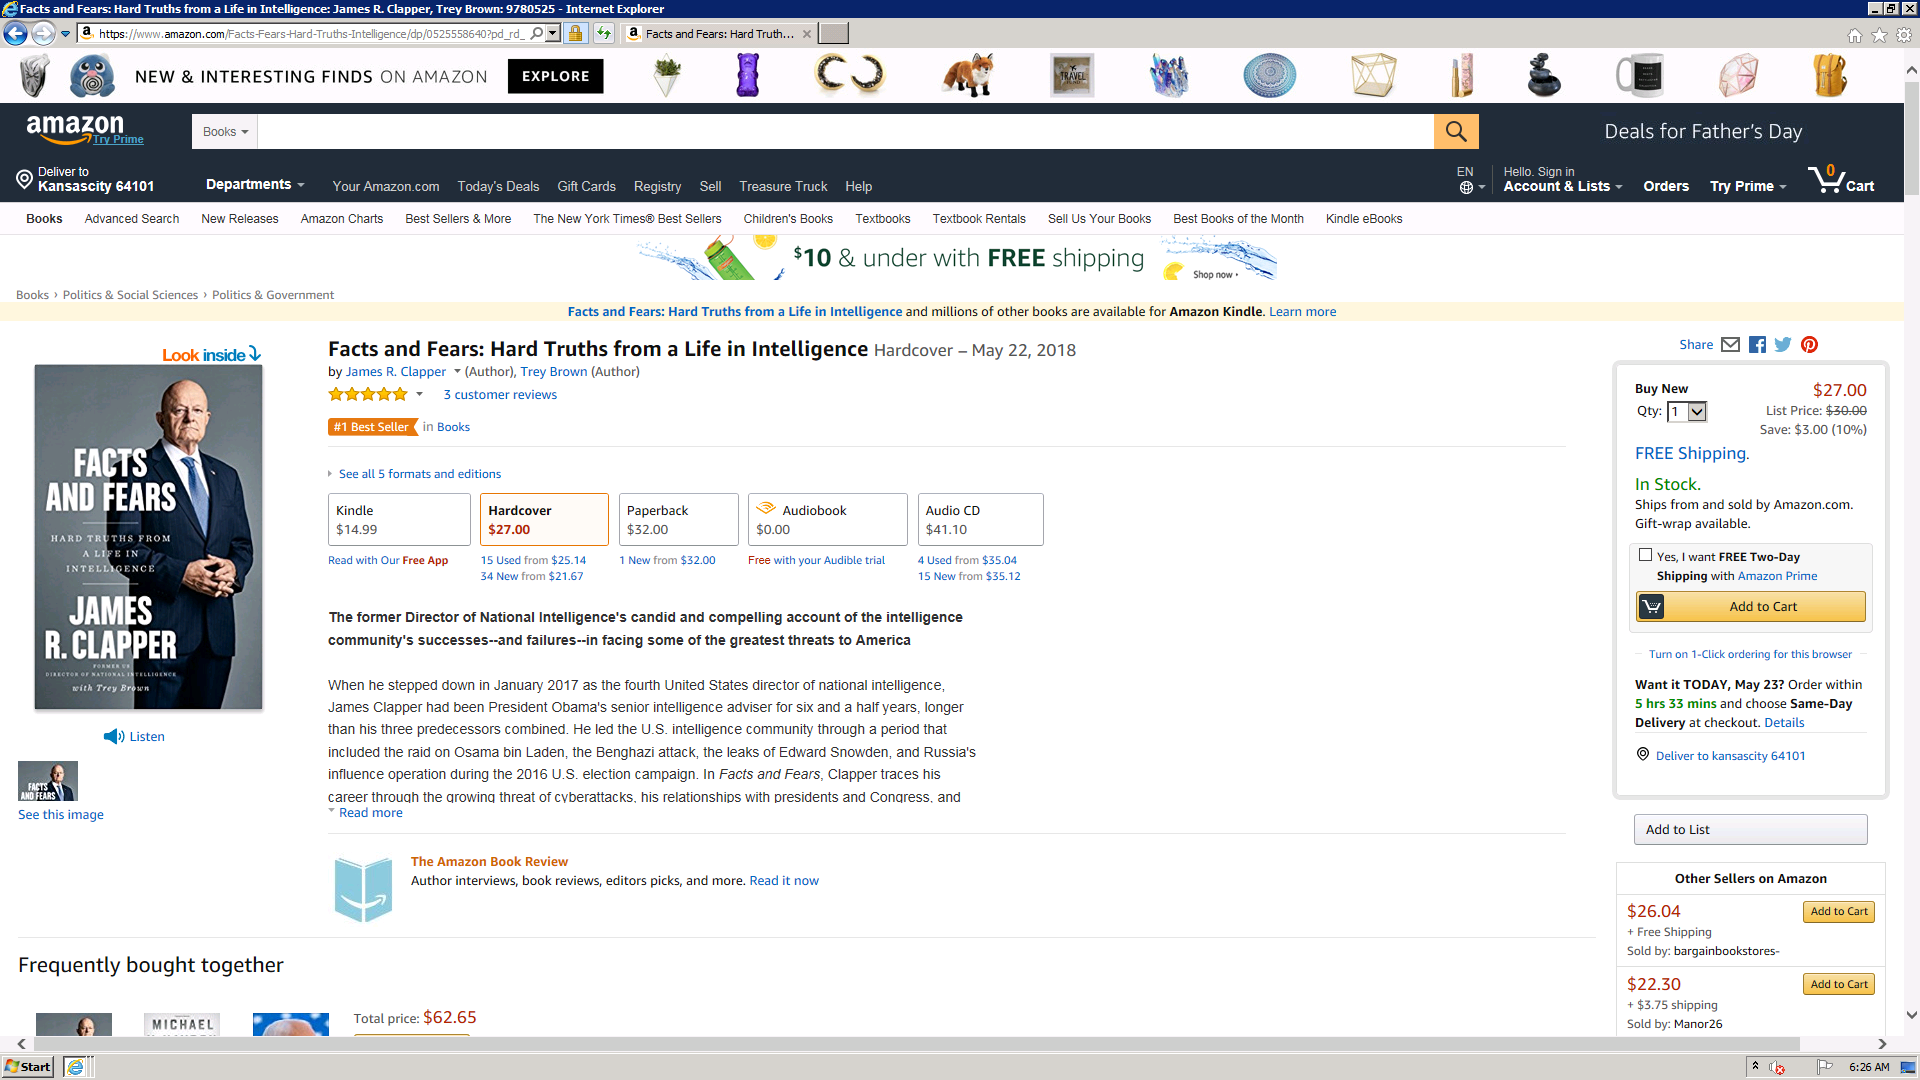 Facts and Fears: Hard Truths from a Life in Intelligence: James R. Clapper, Trey Brown: 9780525 - Internet Explorer
https://www.amazon.com/Facts-Fears-Hard-Truths-Intelligence/dp/0525558640?pd_rd_
Facts and Fears: Hard Truth...
NEW & INTERESTING FINDS ON AMAZON
EXPLORE
TRAVEL
amazon
Try Prime
Books
Deals for Father's Day
Deliver to
Kansascity 64101
Departments
Your Amazon.com
Today's Deals
Gift Cards
Registry
Sell
Treasure Truck
Help
EN
Hello. Sign in
Account & Lists
Orders
Try Prime
0
Cart
Books
Advanced Search
New Releases
Amazon Charts
Best Sellers & More
The New York Times® Best Sellers
Children's Books
Textbooks
Textbook Rentals
Sell Us Your Books
Best Books of the Month
Kindle eBooks
$10 & under with FREE shipping
Shop now
Books › Politics & Social Sciences › Politics & Government
Facts and Fears: Hard Truths from a Life in Intelligence and millions of other books are available for Amazon Kindle. Learn more
Look inside
FACTS
AND FEARS
HARD TRUTHS FROM
A LIFE IN
INTELLIGENCE
JAMES
R. CLAPPER
FORMER US
DIRECTOR OF NATIONAL INTELLIGENCE
with Trey Brown
Listen
FACTS
AND FEARS
See this image
Facts and Fears: Hard Truths from a Life in Intelligence Hardcover – May 22, 2018
by James R. Clapper (Author), Trey Brown (Author)
3 customer reviews
#1 Best Seller in Books
See all 5 formats and editions
Kindle
$14.99
Read with Our Free App
Hardcover
$27.00
15 Used from $25.14
34 New from $21.67
Paperback
$32.00
1 New from $32.00
Audiobook
$0.00
Free with your Audible trial
Audio CD
$41.10
4 Used from $35.04
15 New from $35.12
The former Director of National Intelligence's candid and compelling account of the intelligence
community's successes--and failures--in facing some of the greatest threats to America
When he stepped down in January 2017 as the fourth United States director of national intelligence,
James Clapper had been President Obama's senior intelligence adviser for six and a half years, longer
than his three predecessors combined. He led the U.S. intelligence community through a period that
included the raid on Osama bin Laden, the Benghazi attack, the leaks of Edward Snowden, and Russia's
influence operation during the 2016 U.S. election campaign. In Facts and Fears, Clapper traces his
career through the growing threat of cyberattacks, his relationships with presidents and Congress, and
Read more
The Amazon Book Review
Author interviews, book reviews, editors picks, and more. Read it now
Frequently bought together
MICHAEL
Total price: $62.65
Share
Buy New
$27.00
Qty: 1
List Price: $30.00
Save: $3.00 (10%)
FREE Shipping.
In Stock.
Ships from and sold by Amazon.com.
Gift-wrap available.
Yes, I want FREE Two-Day
Shipping with Amazon Prime
Add to Cart
Turn on 1-Click ordering for this browser
Want it TODAY, May 23? Order within
5 hrs 33 mins and choose Same-Day
Delivery at checkout. Details
Deliver to kansascity 64101
Add to List
Other Sellers on Amazon
$26.04
Add to Cart
+ Free Shipping
Sold by: bargainbookstores-
$22.30
Add to Cart
+ $3.75 shipping
Sold by: Manor26
Start
6:26 AM